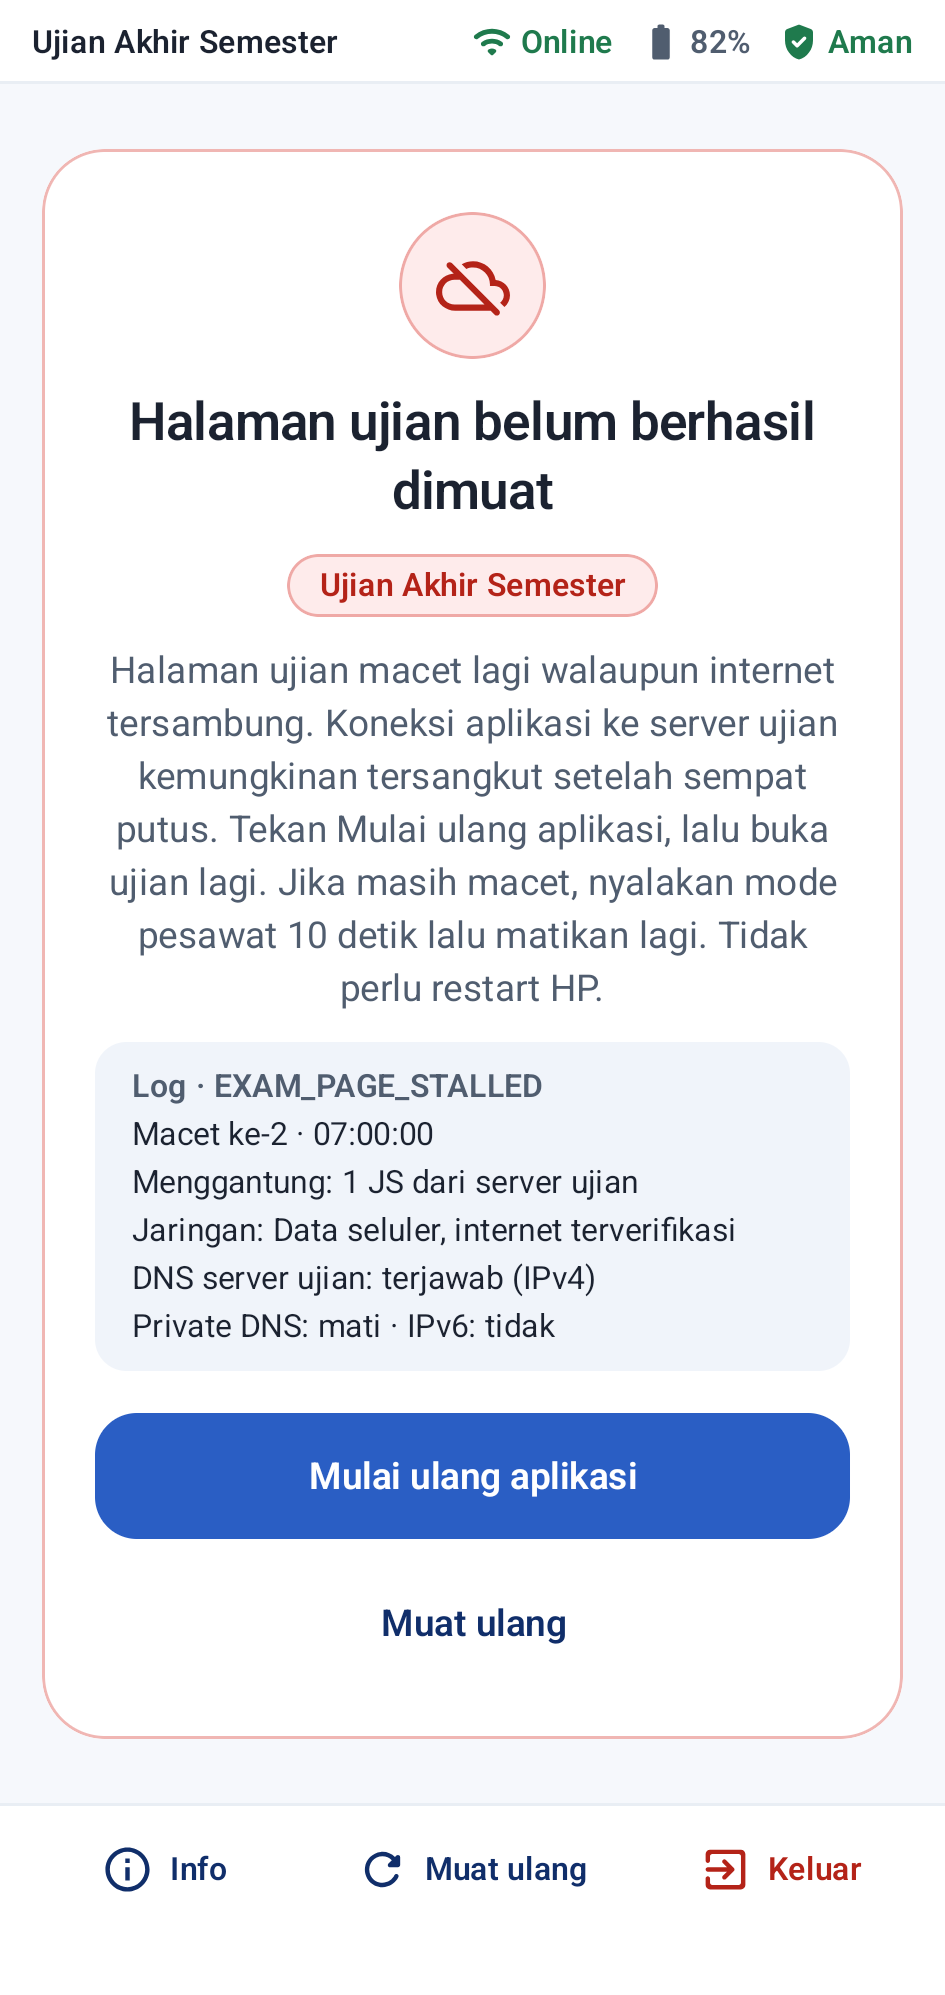 Ujian Akhir Semester
Online
82%
Aman
Halaman ujian belum berhasil
dimuat
Ujian Akhir Semester
Halaman ujian macet lagi walaupun internet
tersambung. Koneksi aplikasi ke server ujian
kemungkinan tersangkut setelah sempat
putus. Tekan Mulai ulang aplikasi, lalu buka
ujian lagi. Jika masih macet, nyalakan mode
pesawat 10 detik lalu matikan lagi. Tidak
perlu restart HP.
Log · EXAM_PAGE_STALLED
Macet ke-2 · 07:00:00
Menggantung: 1 JS dari server ujian
Jaringan: Data seluler, internet terverifikasi
DNS server ujian: terjawab (IPv4)
Private DNS: mati · IPv6: tidak
Mulai ulang aplikasi
Muat ulang
Info
Muat ulang
Keluar